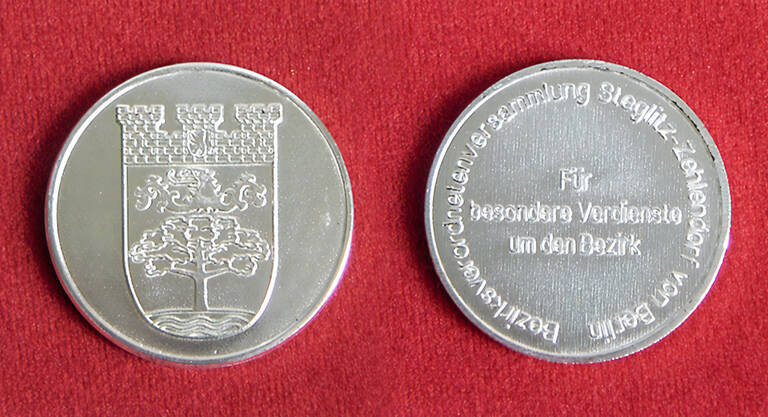 Bezirksverordnetenversammlung Steglitz-Zehlendorf von Berlin
Für
besondere Verdienste
um den Bezirk